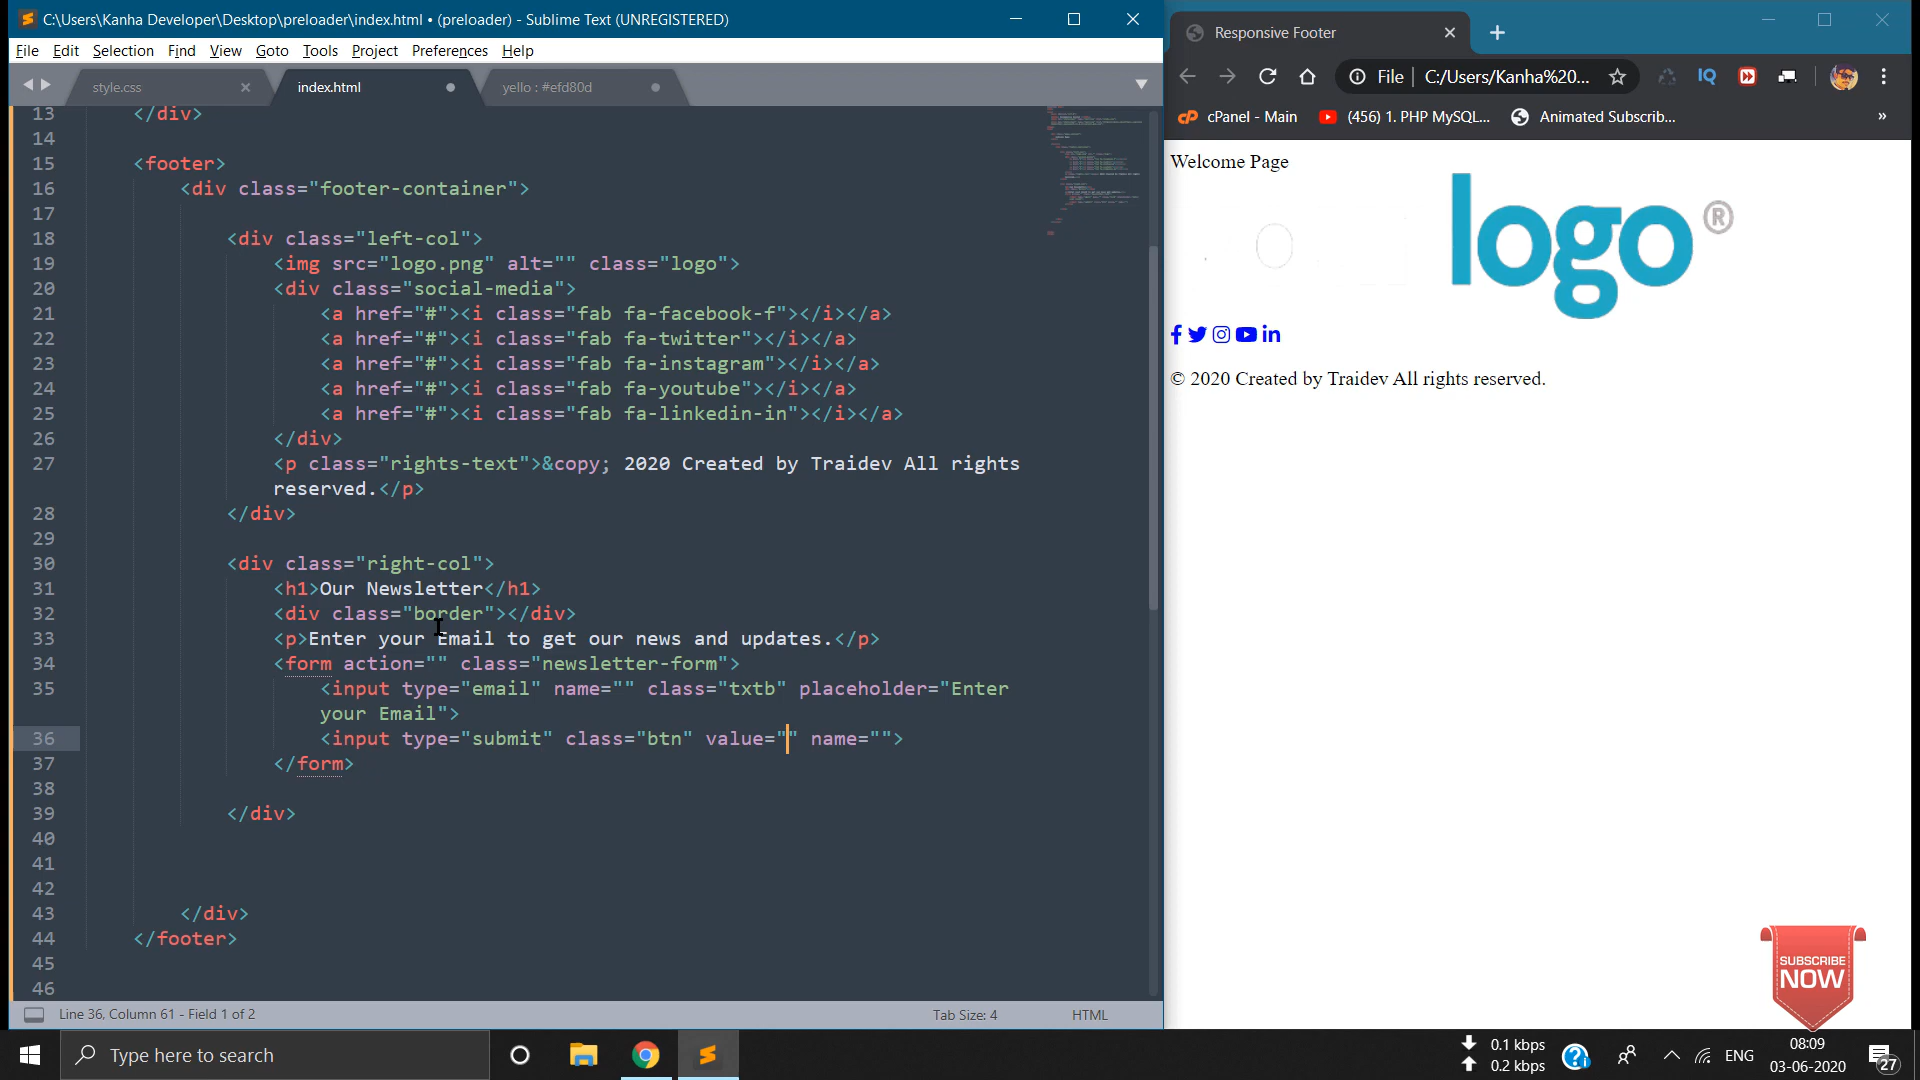 C:\Users\Kanha Developer\Desktop\preloader\index.html • (preloader) - Sublime Text (UNREGISTERED)
File Edit Selection Find View Goto Tools Project Preferences Help
style.css index.html yello : #efd80d
13 </div>
14
15 <footer>
16 <div class="footer-container">
17
18 <div class="left-col">
19 <img src="logo.png" alt="" class="logo">
20 <div class="social-media">
21 <a href="#"><i class="fab fa-facebook-f"></i></a>
22 <a href="#"><i class="fab fa-twitter"></i></a>
23 <a href="#"><i class="fab fa-instagram"></i></a>
24 <a href="#"><i class="fab fa-youtube"></i></a>
25 <a href="#"><i class="fab fa-linkedin-in"></i></a>
26 </div>
27 <p class="rights-text">&copy; 2020 Created by Traidev All rights
reserved.</p>
28 </div>
29
30 <div class="right-col">
31 <h1>Our Newsletter</h1>
32 <div class="border"></div>
33 <p>Enter your Email to get our news and updates.</p>
34 <form action="" class="newsletter-form">
35 <input type="email" name="" class="txtb" placeholder="Enter
your Email">
36 <input type="submit" class="btn" value="" name="">
37 </form>
38
39 </div>
40
41
42
43 </div>
44 </footer>
45
46
Line 36, Column 61 - Field 1 of 2 Tab Size: 4 HTML
Responsive Footer
File C:/Users/Kanha%20...
IQ
cPanel - Main (456) 1. PHP MySQL... Animated Subscrib... »
Welcome Page
logo ®
© 2020 Created by Traidev All rights reserved.
SUBSCRIBE
NOW
Type here to search
0.1 kbps
0.2 kbps
ENG
08:09
03-06-2020
27